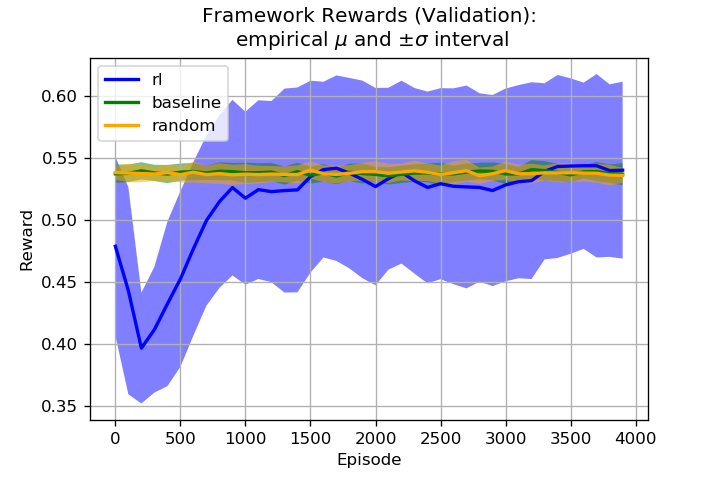 Framework Rewards (Validation):
empirical μ and ±σ interval
rl
baseline
random
Reward
0.60
0.55
0.50
0.45
0.40
0.35
0 500 1000 1500 2000 2500 3000 3500 4000
Episode